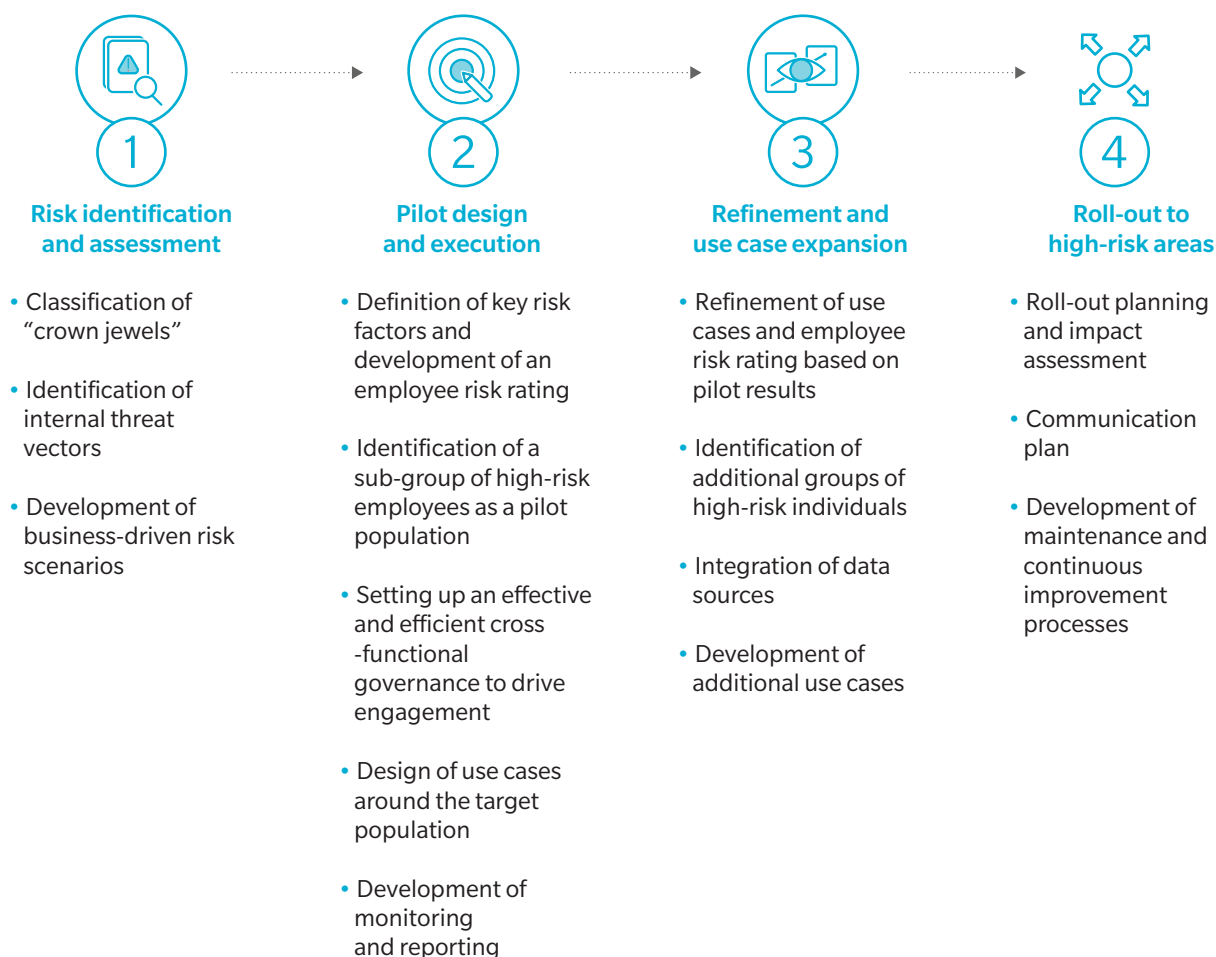 1
Risk identification
and assessment
• Classification of
“crown jewels”
• Identification of
internal threat
vectors
• Development of
business-driven risk
scenarios
2
Pilot design
and execution
• Definition of key risk
factors and
development of an
employee risk rating
• Identification of a
sub-group of high-risk
employees as a pilot
population
• Setting up an effective
and efficient cross
-functional
governance to drive
engagement
• Design of use cases
around the target
population
• Development of
monitoring
and reporting
3
Refinement and
use case expansion
• Refinement of use
cases and employee
risk rating based on
pilot results
• Identification of
additional groups of
high-risk individuals
• Integration of data
sources
• Development of
additional use cases
4
Roll-out to
high-risk areas
• Roll-out planning
and impact
assessment
• Communication
plan
• Development of
maintenance and
continuous
improvement
processes